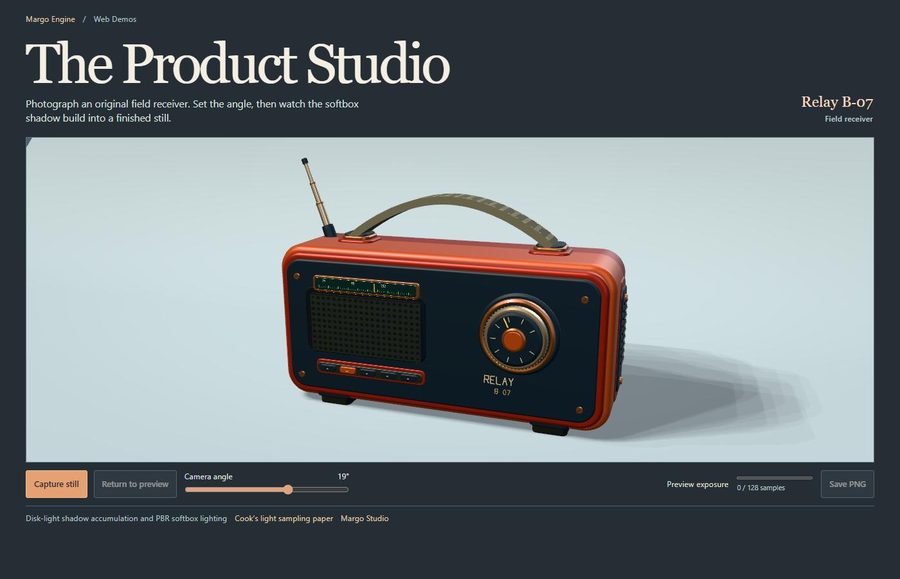 Margo Engine / Web Demos
The Product Studio
Photograph an original field receiver. Set the angle, then watch the softbox
shadow build into a finished still.
Relay B-07
Field receiver
RELAY
B 07
Capture still
Return to preview
Camera angle
19°
Preview exposure
0 / 128 samples
Save PNG
Disk-light shadow accumulation and PBR softbox lighting Cook's light sampling paper Margo Studio